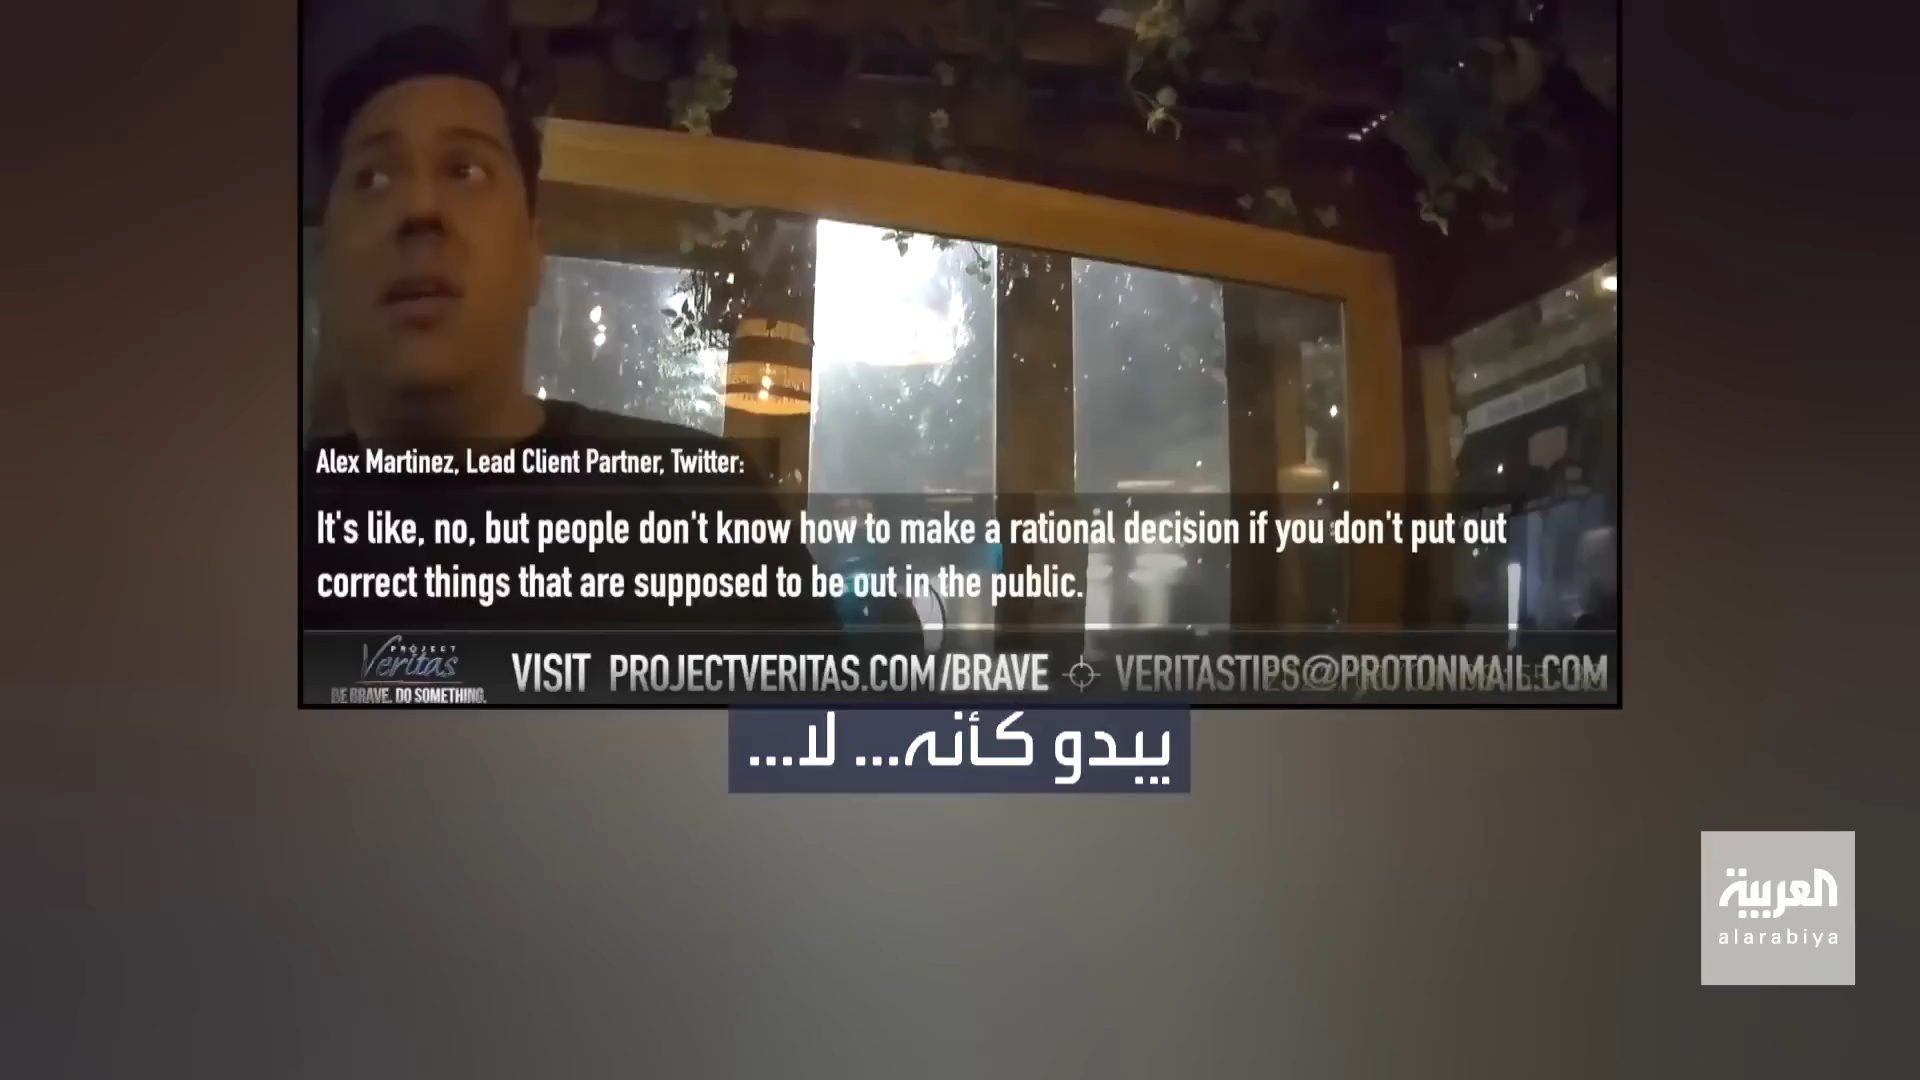 Alex Martinez, Lead Client Partner, Twitter:
It's like, no, but people don't know how to make a rational decision if you don't put out
correct things that are supposed to be out in the public.
PROJECT
Veritas
BE BRAVE. DO SOMETHING.
VISIT PROJECTVERITAS.COM/BRAVE
VERITASTIPS@PROTONMAIL.COM
يبدو كأنه... لا...
العربية
alarabiya